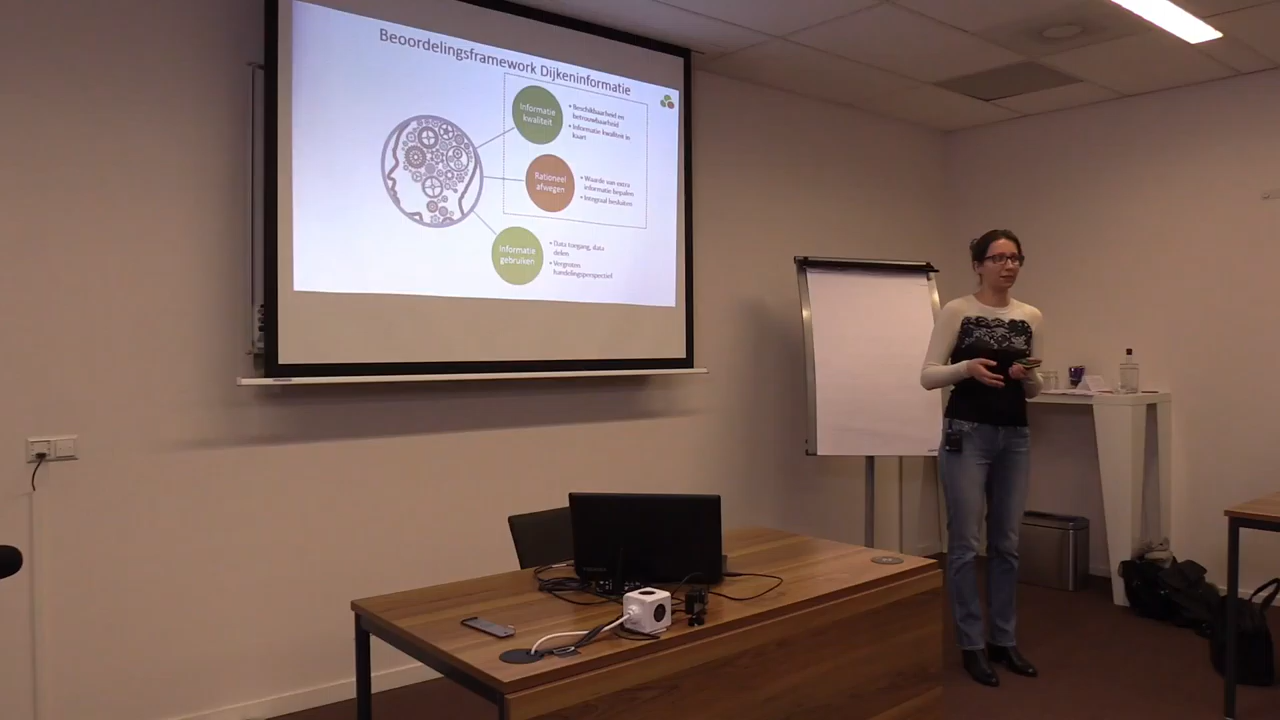 Beoordelingsframework Dijkeninformatie
Informatie
kwaliteit
• Beschikbaarheid en
betrouwbaarheid
• Informatie kwaliteit in
kaart
Rationeel
afwegen
• Waarde van extra
informatie bepalen
• Integraal besluiten
Informatie
gebruiken
• Data toegang, data
delen
• Vergroten
handelingsperspectief